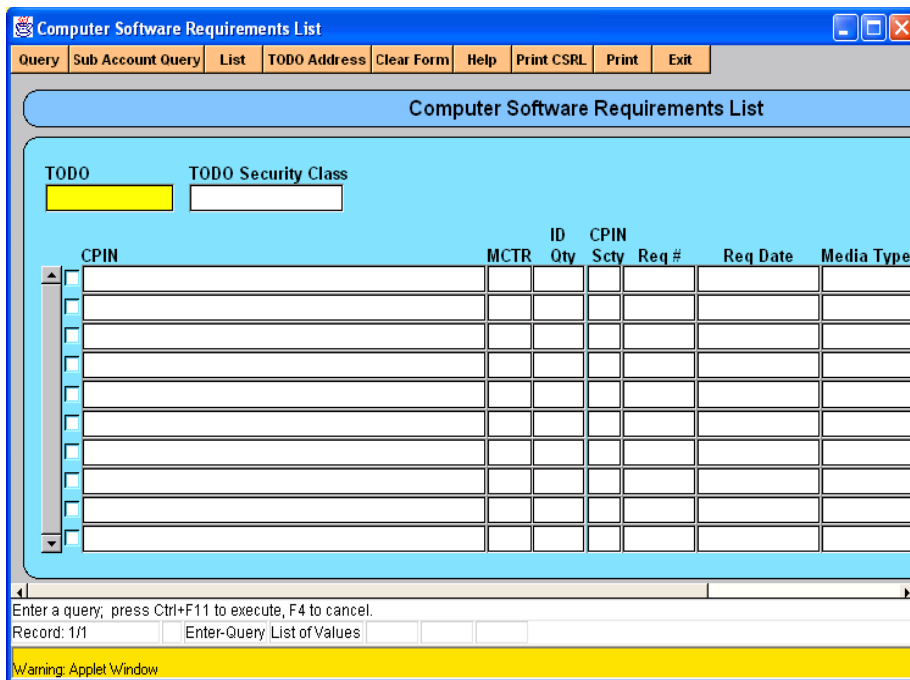 Computer Software Requirements List
Query Sub Account Query List TODO Address Clear Form Help Print CSRL Print Exit
Computer Software Requirements List
TODO TODO Security Class
ID CPIN
CPIN MCTR Qty Scty Req # Req Date Media Type
Enter a query; press Ctrl+F11 to execute, F4 to cancel.
Record: 1/1 Enter-Query List of Values
Warning: Applet Window